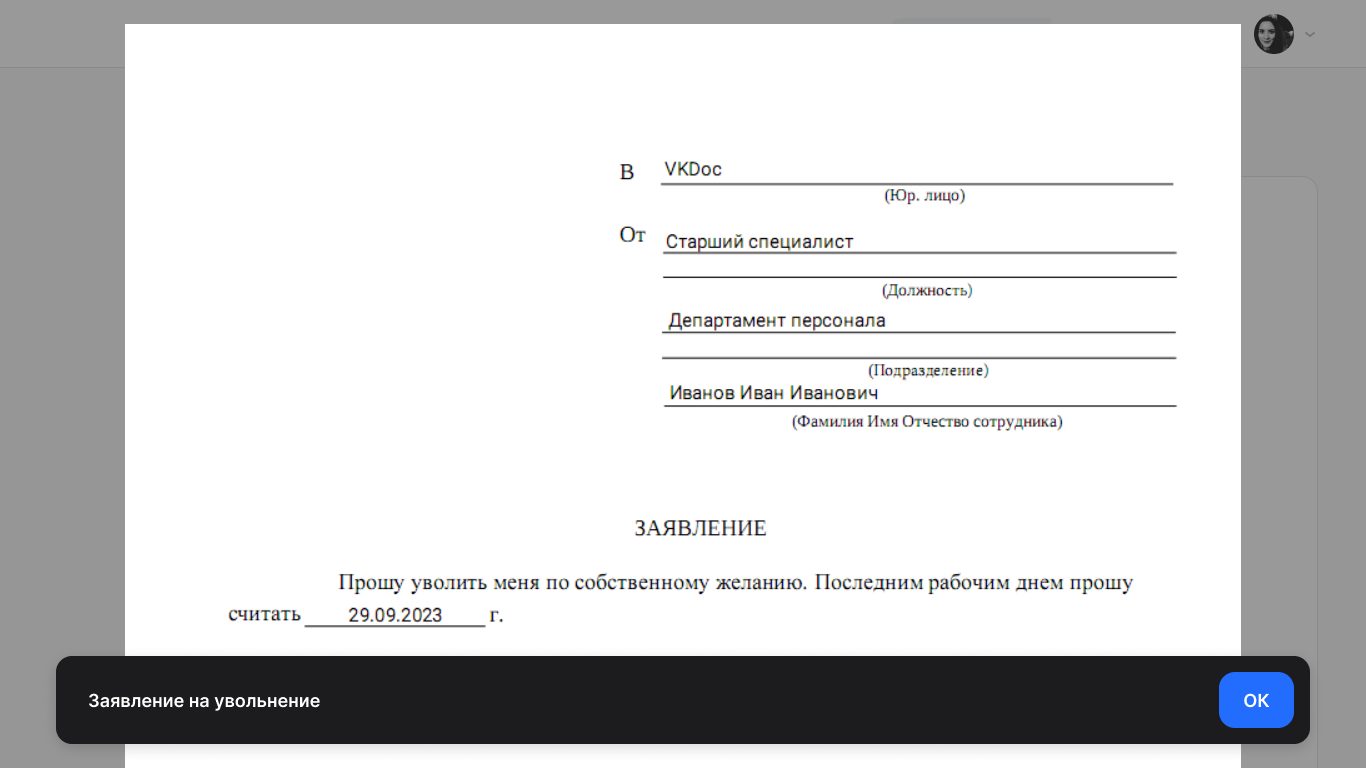 В VKDoc
(Юр. лицо)
От Старший специалист
(Должность)
Департамент персонала
(Подразделение)
Иванов Иван Иванович
(Фамилия Имя Отчество сотрудника)
ЗАЯВЛЕНИЕ
Прошу уволить меня по собственному желанию. Последним рабочим днем прошу
считать 29.09.2023 г.
Заявление на увольнение
ОК